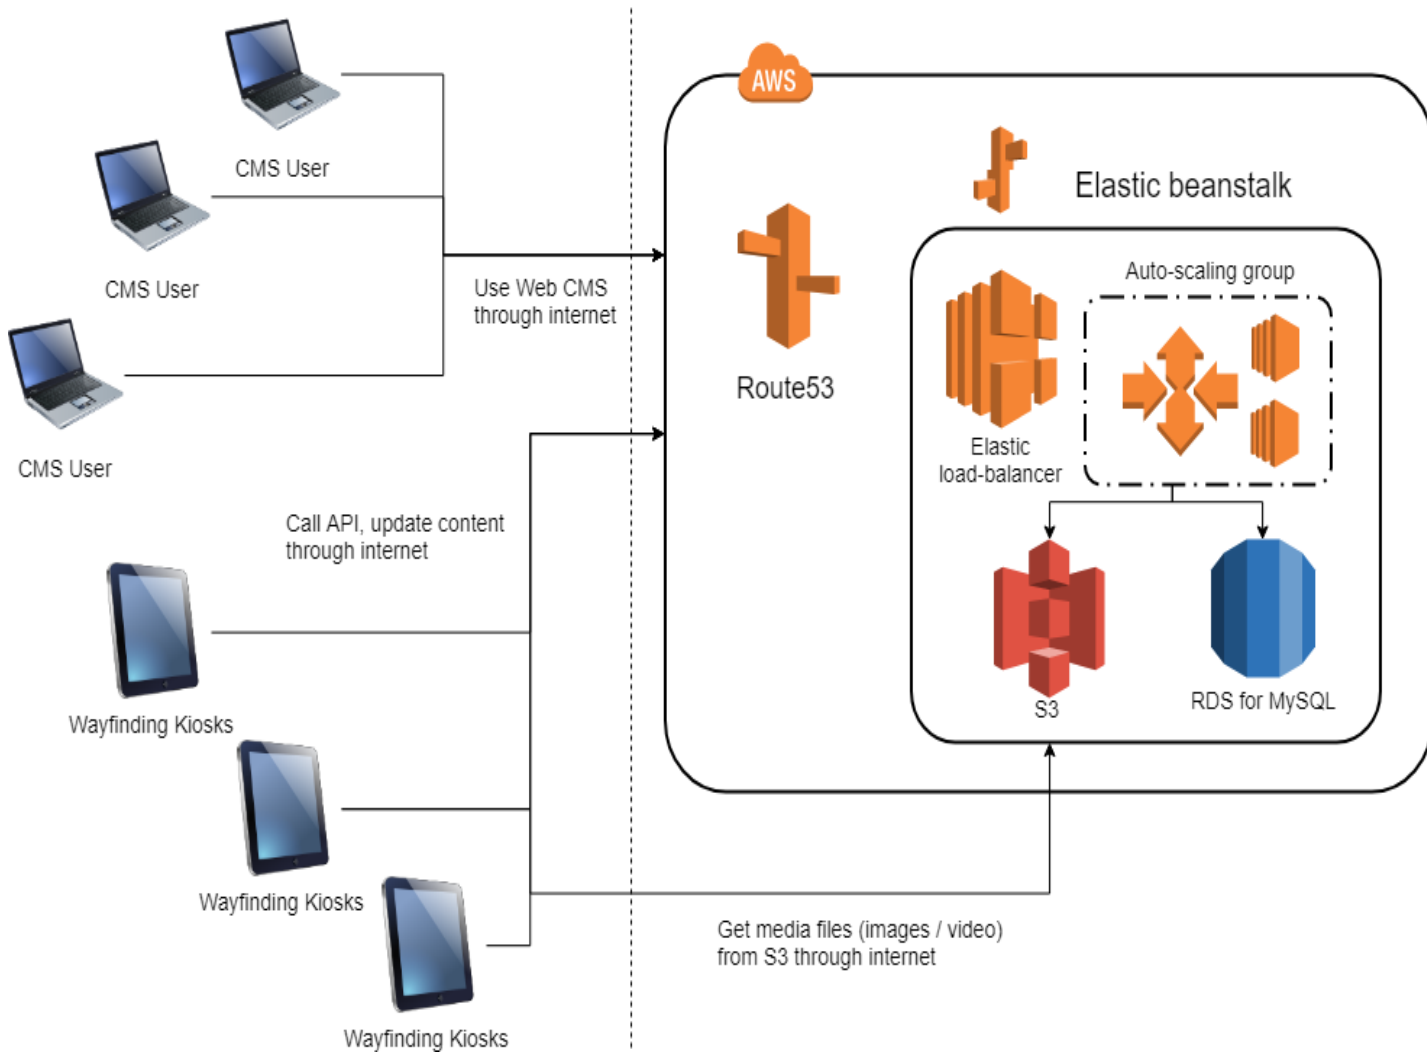 AWS
CMS User
Elastic beanstalk
CMS User
Auto-scaling group
Use Web CMS
through internet
Route53
Elastic
load-balancer
CMS User
Call API, update content
through internet
S3
RDS for MySQL
Wayfinding Kiosks
Wayfinding Kiosks
Get media files (images / video)
from S3 through internet
Wayfinding Kiosks